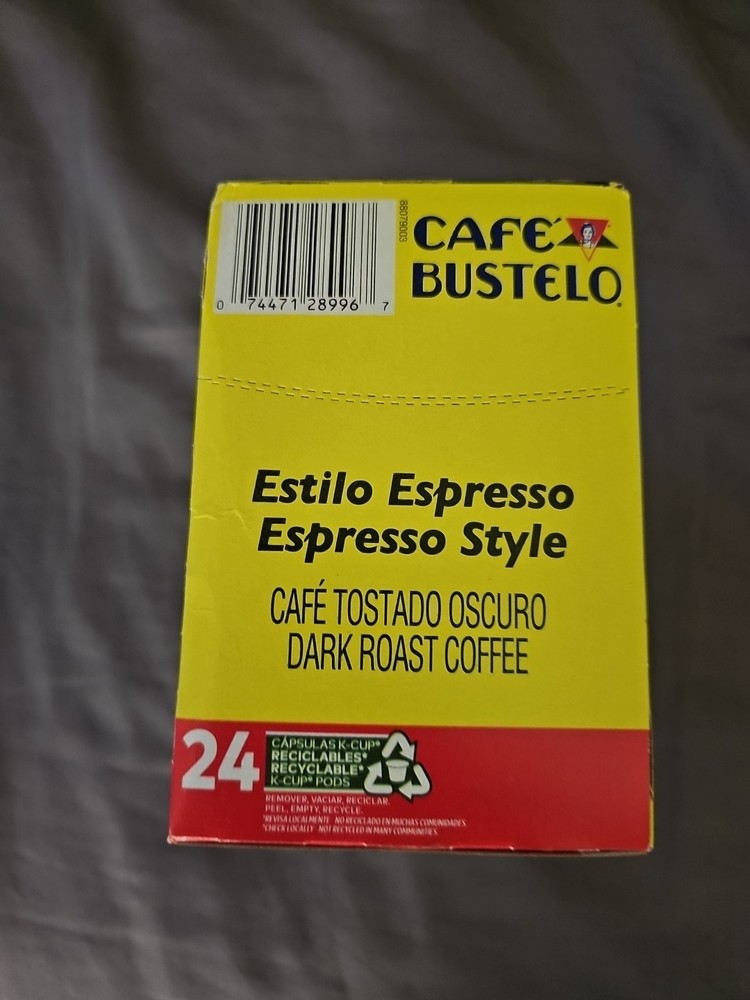 88079003
CAFÉ
BUSTELO®
0 74471 28996 7
Estilo Espresso
Espresso Style
CAFÉ TOSTADO OSCURO
DARK ROAST COFFEE
24
CÁPSULAS K-CUP®
RECICLABLES*
RECYCLABLE*
K-CUP® PODS
REMOVER, VACIAR, RECICLAR.
PEEL, EMPTY, RECYCLE.
*REVISA LOCALMENTE · NO RECICLADO EN MUCHAS COMUNIDADES.
*CHECK LOCALLY · NOT RECYCLED IN MANY COMMUNITIES.